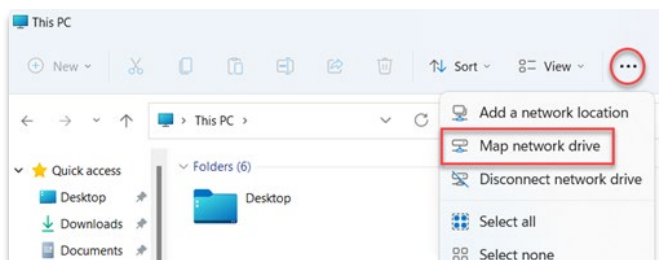 This PC
New
Sort
View
This PC
Add a network location
Map network drive
Disconnect network drive
Select all
Select none
Quick access
Desktop
Downloads
Documents
Folders (6)
Desktop